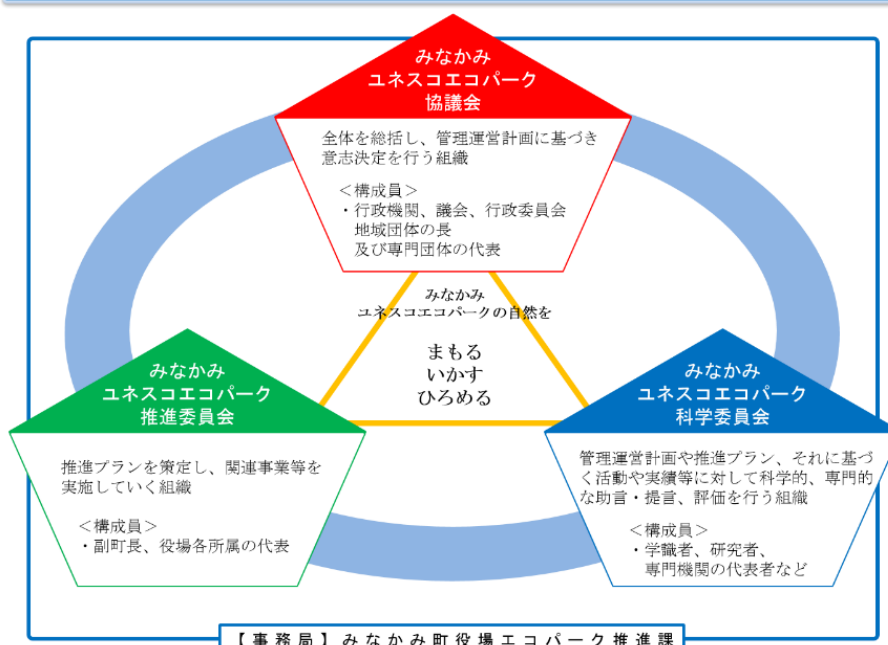 みなかみ
ユネスコエコパーク
協議会
全体を総括し、管理運営計画に基づき
意志決定を行う組織
＜構成員＞
・行政機関、議会、行政委員会
地域団体の長
及び専門団体の代表
みなかみ
ユネスコエコパークの自然を
まもる
いかす
ひろめる
みなかみ
ユネスコエコパーク
推進委員会
推進プランを策定し、関連事業等を
実施していく組織
＜構成員＞
・副町長、役場各所属の代表
みなかみ
ユネスコエコパーク
科学委員会
管理運営計画や推進プラン、それに基づ
く活動や実績等に対して科学的、専門的
な助言・提言、評価を行う組織
＜構成員＞
・学識者、研究者、
専門機関の代表者など
【事務局】みなかみ町役場エコパーク推進課